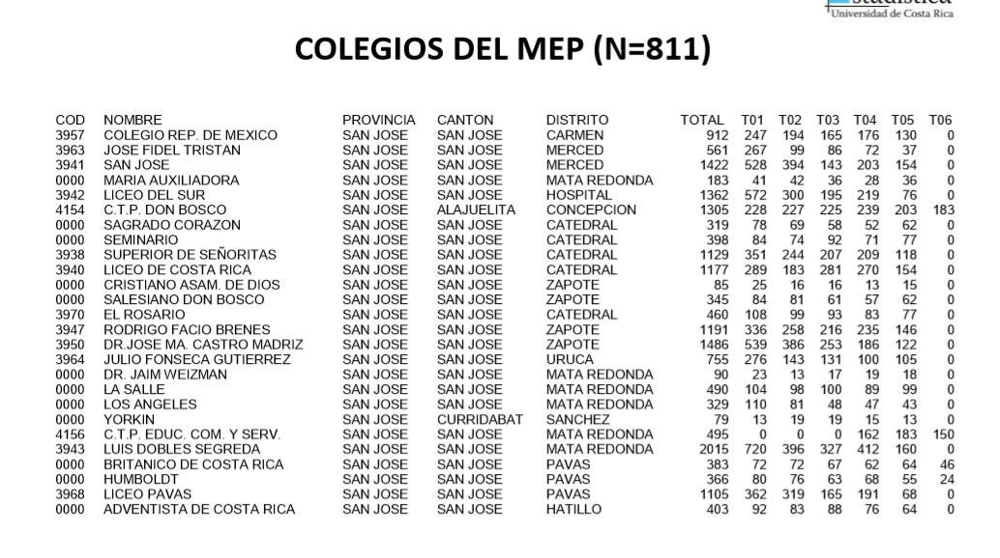 Estadística
Universidad de Costa Rica
COLEGIOS DEL MEP (N=811)
COD NOMBRE PROVINCIA CANTON DISTRITO TOTAL T01 T02 T03 T04 T05 T06
3957 COLEGIO REP. DE MEXICO SAN JOSE SAN JOSE CARMEN 912 247 194 165 176 130 0
3963 JOSE FIDEL TRISTAN SAN JOSE SAN JOSE MERCED 561 267 99 86 72 37 0
3941 SAN JOSE SAN JOSE SAN JOSE MERCED 1422 528 394 143 203 154 0
0000 MARIA AUXILIADORA SAN JOSE SAN JOSE MATA REDONDA 183 41 42 36 28 36 0
3942 LICEO DEL SUR SAN JOSE SAN JOSE HOSPITAL 1362 572 300 195 219 76 0
4154 C.T.P. DON BOSCO SAN JOSE ALAJUELITA CONCEPCION 1305 228 227 225 239 203 183
0000 SAGRADO CORAZON SAN JOSE SAN JOSE CATEDRAL 319 78 69 58 52 62 0
0000 SEMINARIO SAN JOSE SAN JOSE CATEDRAL 398 84 74 92 71 77 0
3938 SUPERIOR DE SEÑORITAS SAN JOSE SAN JOSE CATEDRAL 1129 351 244 207 209 118 0
3940 LICEO DE COSTA RICA SAN JOSE SAN JOSE CATEDRAL 1177 289 183 281 270 154 0
0000 CRISTIANO ASAM. DE DIOS SAN JOSE SAN JOSE ZAPOTE 85 25 16 16 13 15 0
0000 SALESIANO DON BOSCO SAN JOSE SAN JOSE ZAPOTE 345 84 81 61 57 62 0
3970 EL ROSARIO SAN JOSE SAN JOSE CATEDRAL 460 108 99 93 83 77 0
3947 RODRIGO FACIO BRENES SAN JOSE SAN JOSE ZAPOTE 1191 336 258 216 235 146 0
3950 DR.JOSE MA. CASTRO MADRIZ SAN JOSE SAN JOSE ZAPOTE 1486 539 386 253 186 122 0
3964 JULIO FONSECA GUTIERREZ SAN JOSE SAN JOSE URUCA 755 276 143 131 100 105 0
0000 DR. JAIM WEIZMAN SAN JOSE SAN JOSE MATA REDONDA 90 23 13 17 19 18 0
0000 LA SALLE SAN JOSE SAN JOSE MATA REDONDA 490 104 98 100 89 99 0
0000 LOS ANGELES SAN JOSE SAN JOSE MATA REDONDA 329 110 81 48 47 43 0
0000 YORKIN SAN JOSE CURRIDABAT SANCHEZ 79 13 19 19 15 13 0
4156 C.T.P. EDUC. COM. Y SERV. SAN JOSE SAN JOSE MATA REDONDA 495 0 0 0 162 183 150
3943 LUIS DOBLES SEGREDA SAN JOSE SAN JOSE MATA REDONDA 2015 720 396 327 412 160 0
0000 BRITANICO DE COSTA RICA SAN JOSE SAN JOSE PAVAS 383 72 72 67 62 64 46
0000 HUMBOLDT SAN JOSE SAN JOSE PAVAS 366 80 76 63 68 55 24
3968 LICEO PAVAS SAN JOSE SAN JOSE PAVAS 1105 362 319 165 191 68 0
0000 ADVENTISTA DE COSTA RICA SAN JOSE SAN JOSE HATILLO 403 92 83 88 76 64 0